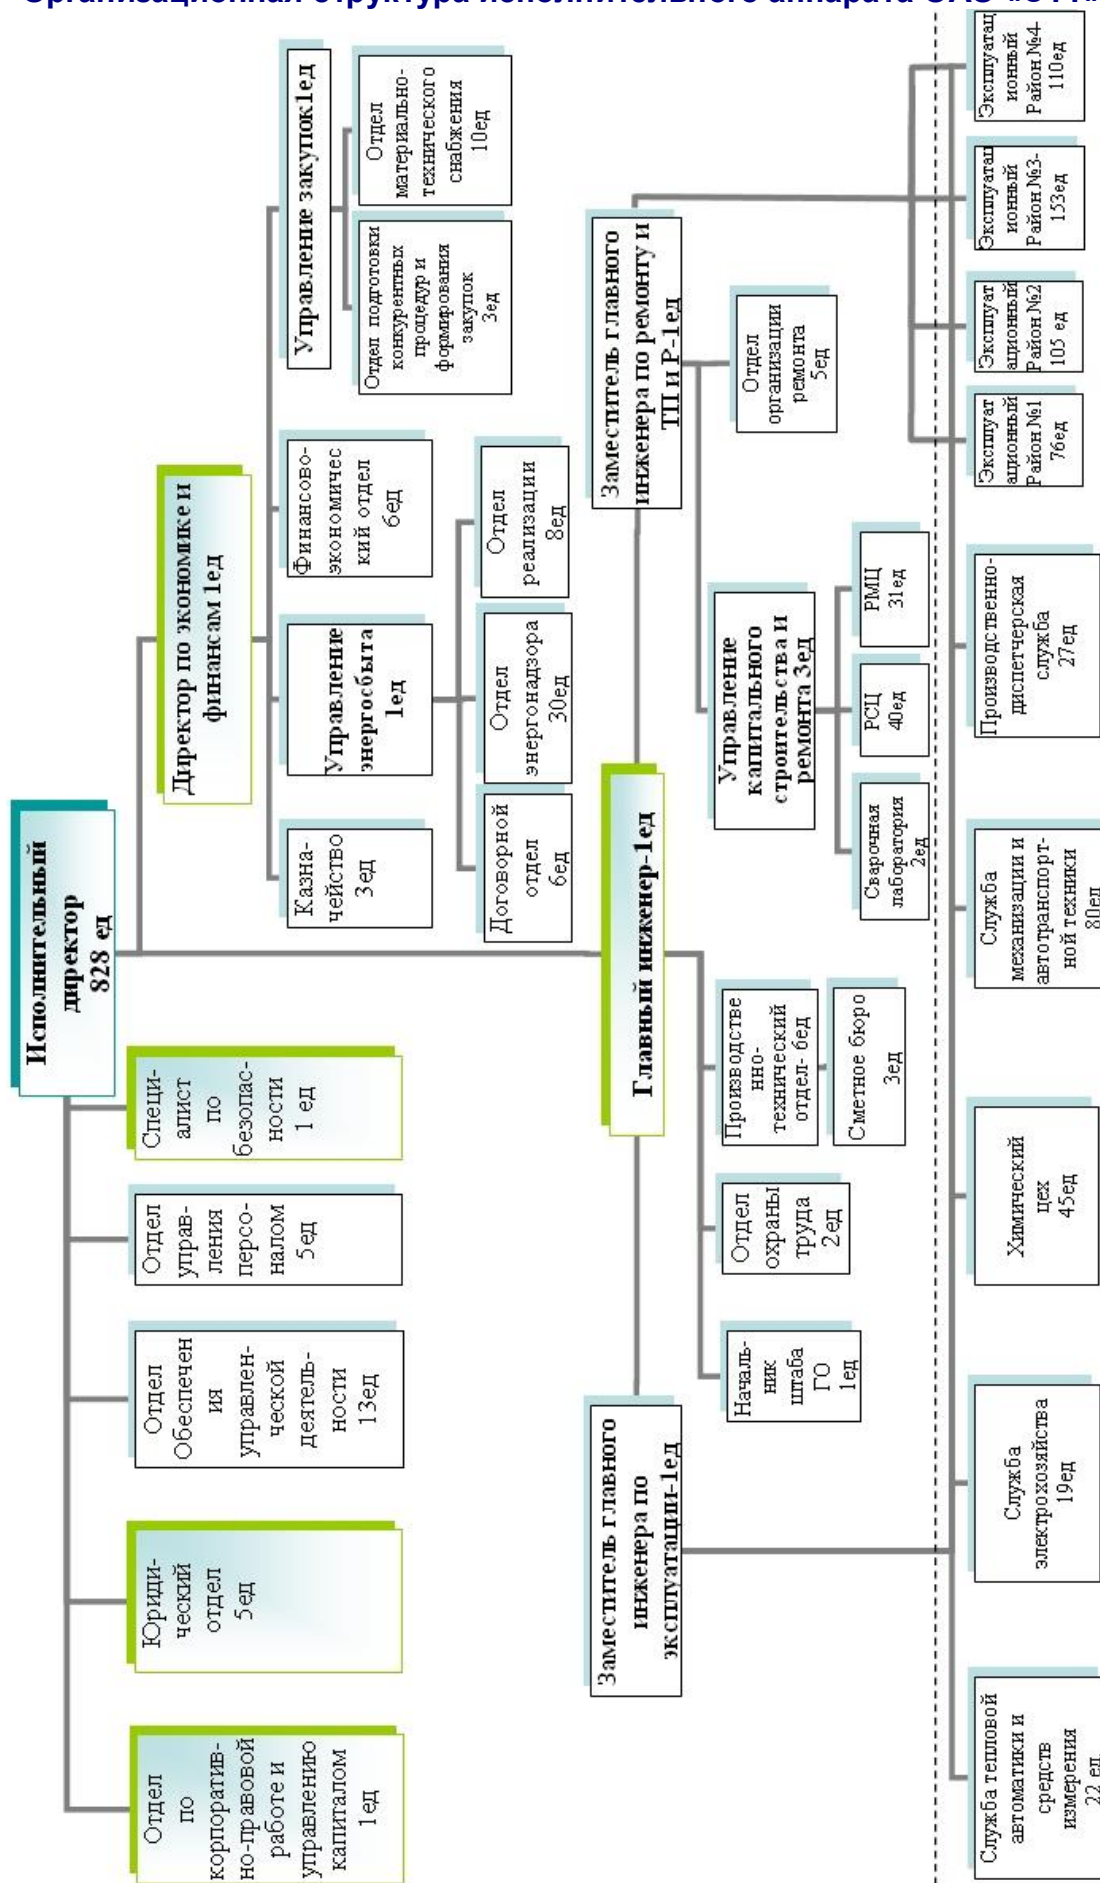 Организационная структура исполнительного аппарата ОАО
Исполнительный
директор
828 ед
Отдел
по
корпоратив-
но-правовой
работе и
управлению
капиталом
1ед
Юриди-
ческий
отдел
5ед
Отдел
Обеспечен
ия
управлен-
ческой
деятель-
ности
13ед
Отдел
управ-
ления
персо-
налом
5ед
Специ-
алист
по
безопас-
ности
1 ед
Директор по экономике и
финансам 1ед
Казна-
чейство
3ед
Управление
энергосбыта
1ед
Финансово-
экономичес
кий отдел
6ед
Управление закупок1ед
Договорной
отдел
6ед
Отдел
энергонадзора
30ед
Отдел
реализации
8ед
Отдел подготовки
конкурентных
процедур и
формирования
закупок
3ед
Отдел
материально-
технического
снабжения
10ед
Главный инженер-1ед
Заместитель главного
инженера по
эксплуатации-1ед
Заместитель главного
инженера по ремонту и
ТП и Р-1ед
Началь-
ник
штаба
ГО
1ед
Отдел
охраны
труда
2ед
Производстве
нно-
технический
отдел- 6ед
Сметное бюро
3ед
Управление
капитального
строительства и
ремонта 3ед
Отдел
организации
ремонта
5ед
Сварочная
лаборатория
2ед
РСЦ
40ед
РМЦ
31ед
Служба тепловой
автоматики и
средств
измерения
22 ед
Служба
электрохозяйства
19ед
Химический
цех
45ед
Служба
механизации и
автотранспорт-
ной техники
80ед
Производственно-
диспетчерская
служба
27ед
Эксплуат
ационный
Район №1
76ед
Эксплуат
ационный
Район №2
105 ед
Эксплуатац
ионный
Район №3-
153ед
Эксплуатац
ионный
Район №4-
110ед